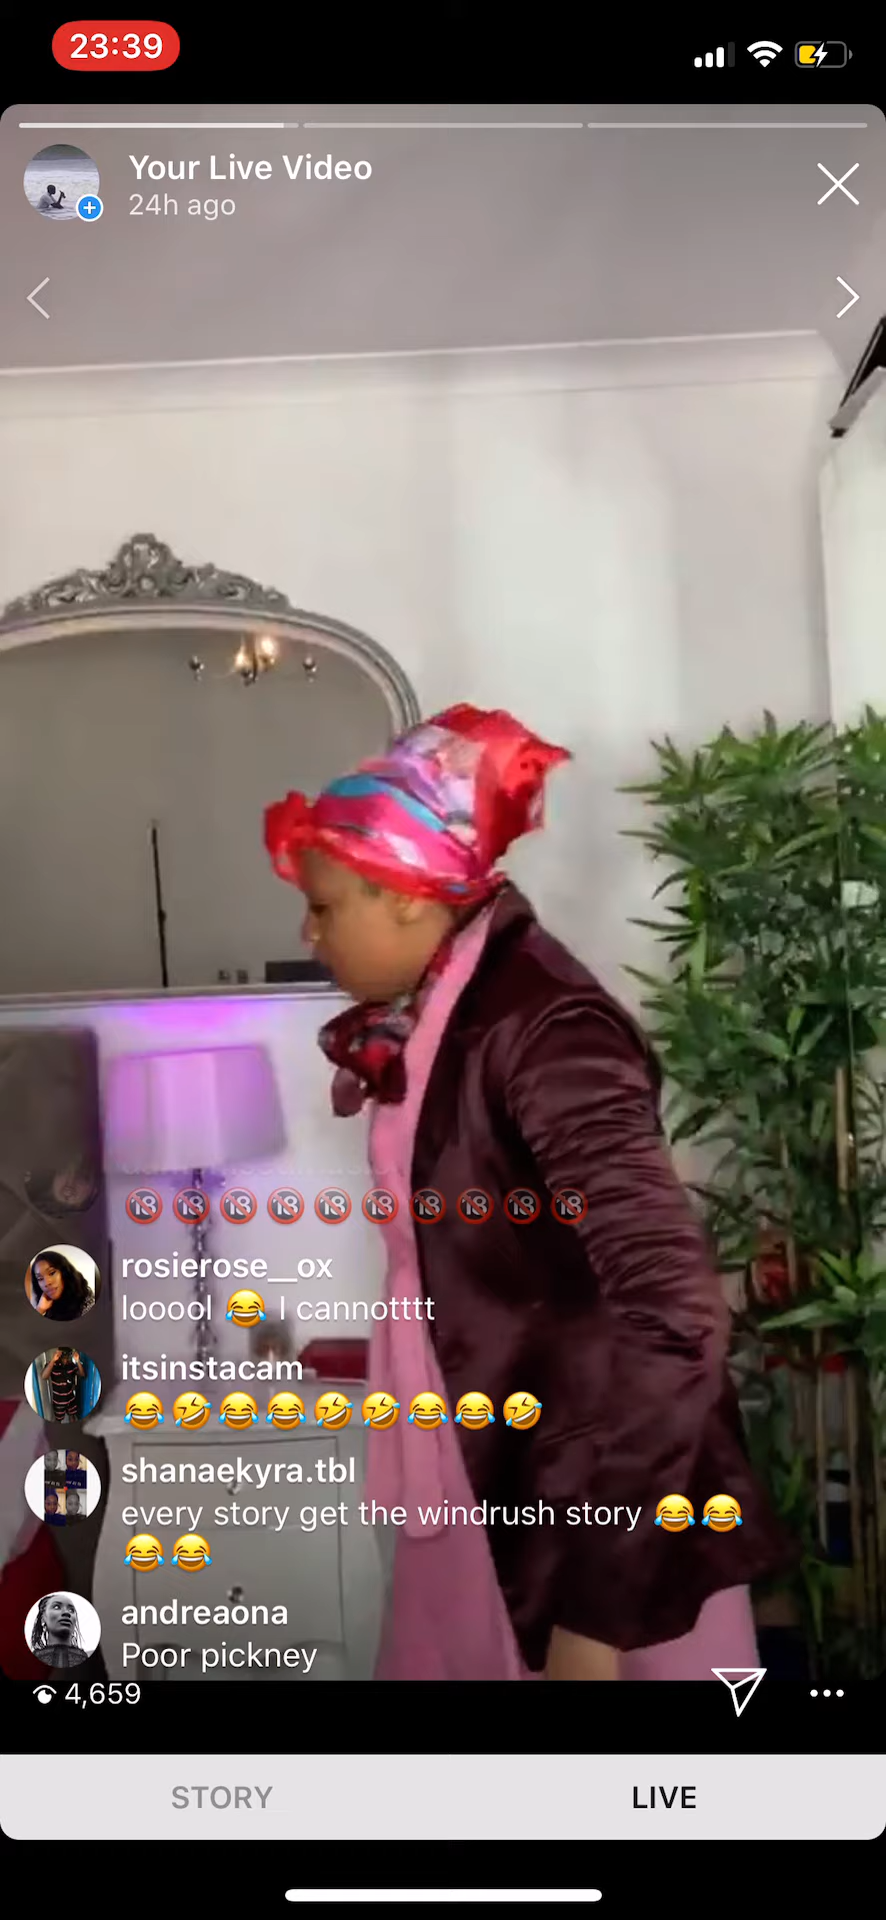 23:39
Your Live Video
24h ago
🔞🔞🔞🔞🔞🔞🔞🔞🔞🔞
rosierose__ox
looool 😂 I cannotttt
itsinstacam
😂🤣😂😂🤣🤣😂😂🤣
shanaekyra.tbl
every story get the windrush story 😂😂
😂😂
andreaona
Poor pickney
4,659
STORY
LIVE